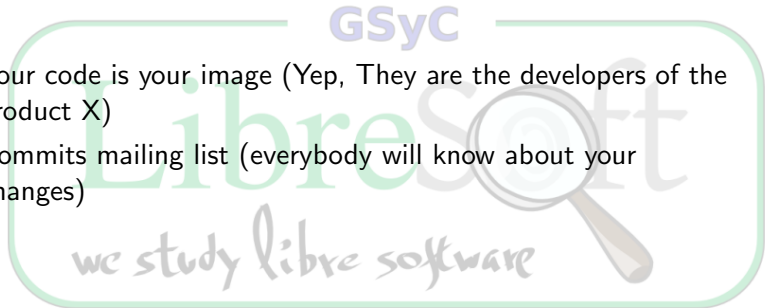 GSyC
our code is your image (Yep, They are the developers of the
roduct X)
ommits mailing list (everybody will know about your
hanges)
LibreSoft
we study libre software